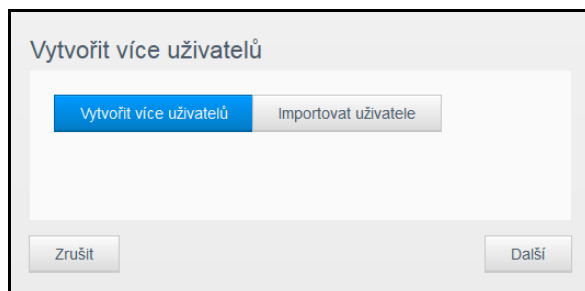 Vytvořit více uživatelů
Vytvořit více uživatelů Importovat uživatele
Zrušit Další